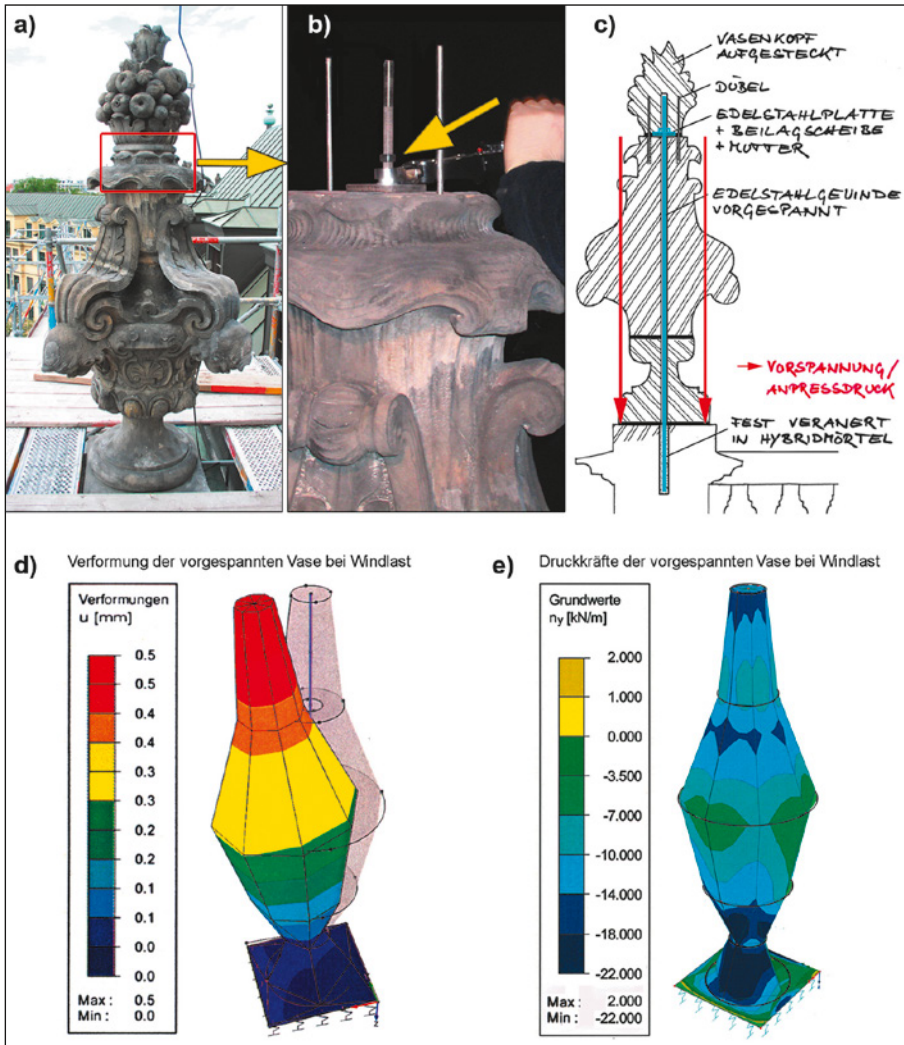 a)
b)
c)
VASENKOPF
AUFGESTECKT
DÜBEL
EDELSTAHLPLATTE
+ BEILAGSCHEIBE
+ MUTTER
EDELSTAHLGEWINDE
VORGESPANNT
→ VORSPANNUNG/
ANPRESSDRUCK
FEST VERANERT
IN HYBRIDMÖRTEL
d) Verformung der vorgespannten Vase bei Windlast
Verformungen
u [mm]
0.5
0.5
0.4
0.4
0.3
0.3
0.2
0.2
0.1
0.1
0.0
0.0
Max : 0.5
Min : 0.0
e) Druckkräfte der vorgespannten Vase bei Windlast
Grundwerte
ny [kN/m]
2.000
1.000
0.000
-3.500
-7.000
-10.000
-14.000
-18.000
-22.000
Max : 2.000
Min : -22.000